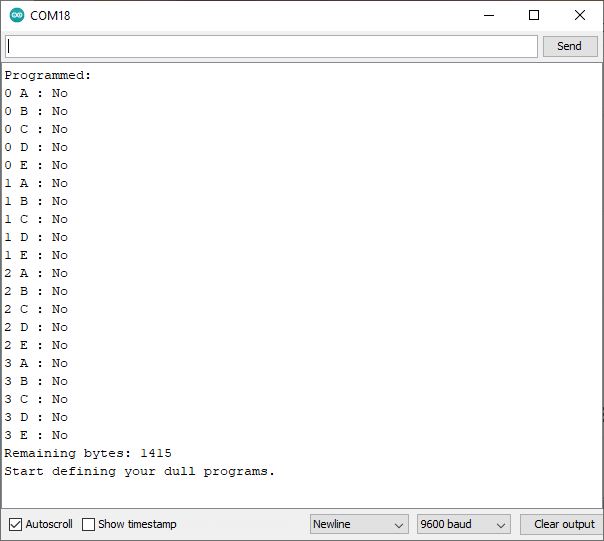 COM18
Send
Programmed:
0 A : No
0 B : No
0 C : No
0 D : No
0 E : No
1 A : No
1 B : No
1 C : No
1 D : No
1 E : No
2 A : No
2 B : No
2 C : No
2 D : No
2 E : No
3 A : No
3 B : No
3 C : No
3 D : No
3 E : No
Remaining bytes: 1415
Start defining your dull programs.
Autoscroll Show timestamp Newline 9600 baud Clear output